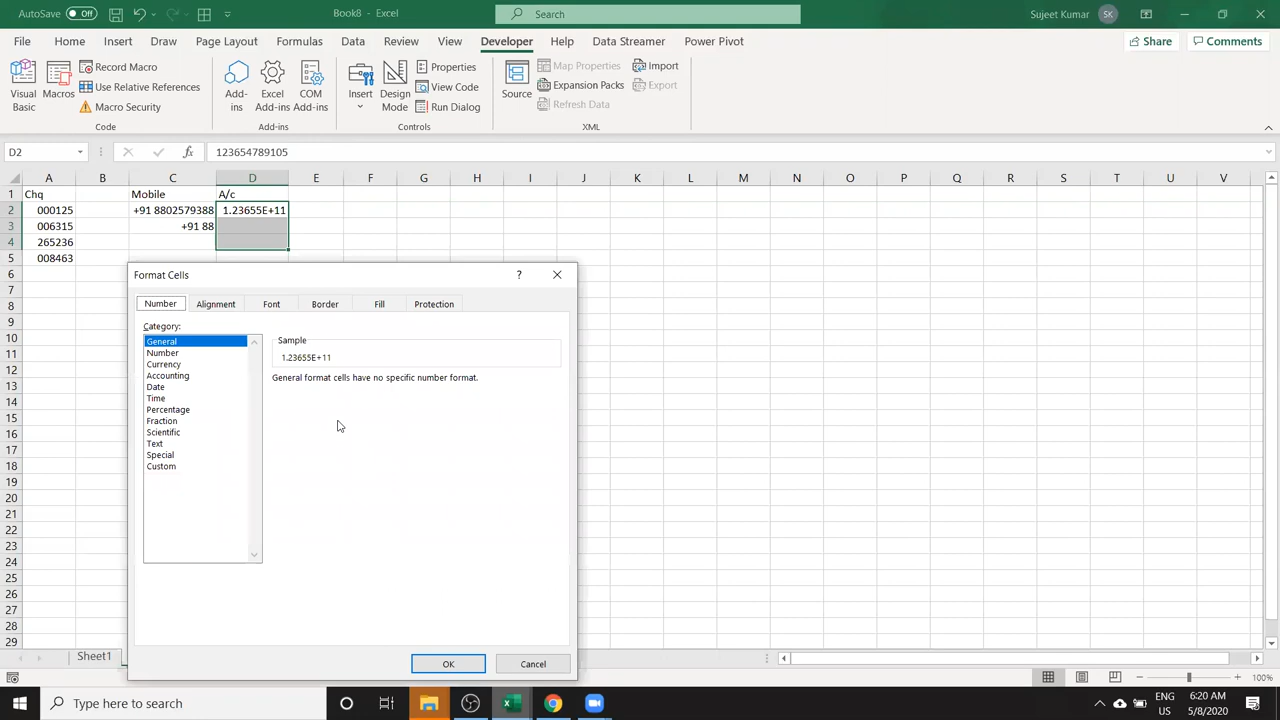 AutoSave Off Book8 - Excel Search Sujeet Kumar SK
File Home Insert Draw Page Layout Formulas Data Review View Developer Help Data Streamer Power Pivot Share Comments
Visual Basic
Macros
Record Macro
Use Relative References
Macro Security
Code
Add-ins
Excel Add-ins
COM Add-ins
Add-ins
Insert
Design Mode
Properties
View Code
Run Dialog
Controls
Source
Map Properties
Expansion Packs
Refresh Data
Import
Export
XML
D2 fx 123654789105
A B C D E F G H I J K L M N O P Q R S T U V
1 Chq Mobile A/c
2 000125 +91 8802579388 1.23655E+11
3 006315 +91 88
4 265236
5 008463
6
7
8
9
10
11
12
13
14
15
16
17
18
19
20
21
22
23
24
25
26
27
28
29
Format Cells ?
Number Alignment Font Border Fill Protection
Category:
General
Number
Currency
Accounting
Date
Time
Percentage
Fraction
Scientific
Text
Special
Custom
Sample
1.23655E+11
General format cells have no specific number format.
OK Cancel
Sheet1
100%
Type here to search
ENG
US
6:20 AM
5/8/2020